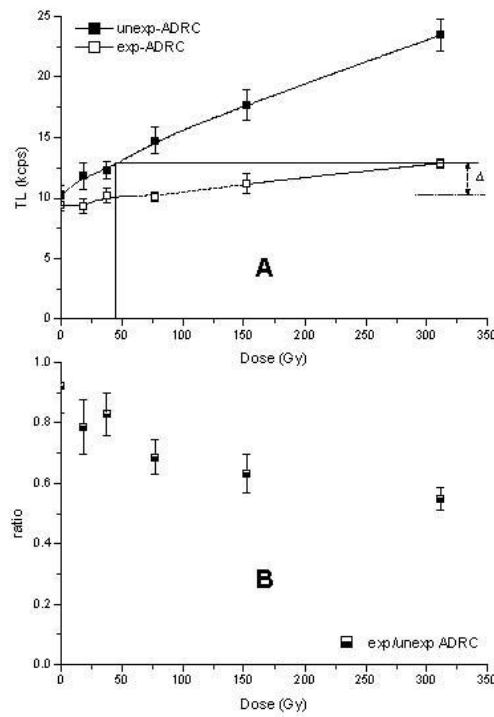 25
20
15
10
5
0
TL (kcps)
unexp-ADRC
exp-ADRC
Δ
A
0 50 100 150 200 250 300 350
Dose (Gy)
1.0
0.8
0.6
0.4
0.2
0.0
ratio
B
exp/unexp ADRC
0 50 100 150 200 250 300 350
Dose (Gy)